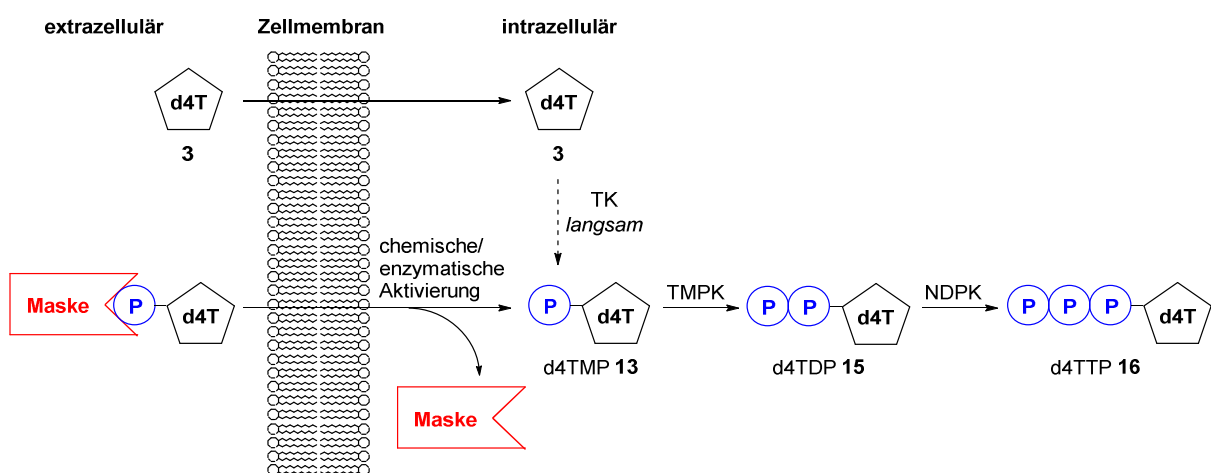 extrazellulär Zellmembran intrazellulär
d4T d4T
3 3
TK
langsam
chemische/
enzymatische
Aktivierung
Maske P d4T
P d4T
TMPK
P P d4T
NDPK
P P P d4T
d4TMP 13 d4TDP 15 d4TTP 16
Maske